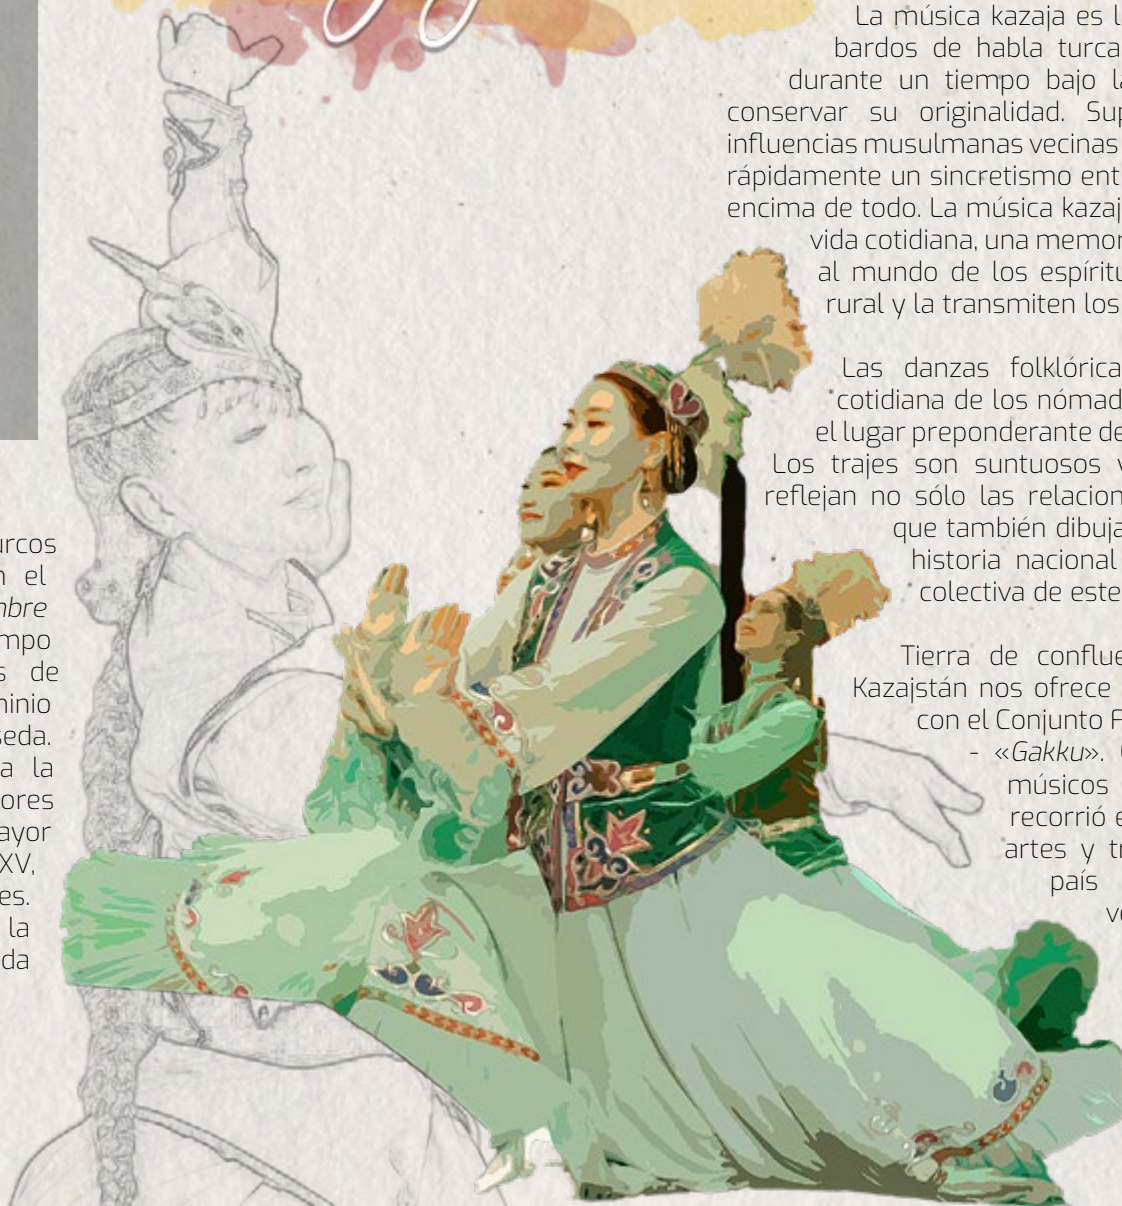 urcos
n el
mbre
mpo
s de
ninio
seda.
a la
ores
ayor
XV,
es.
la
da
La música kazaja es l
bardos de habla turca
durante un tiempo bajo l
conservar su originalidad. Sup
influencias musulmanas vecinas
rápidamente un sincretismo ent
encima de todo. La música kazaj
vida cotidiana, una memor
al mundo de los espíritu
rural y la transmiten los
Las danzas folklórica
cotidiana de los nómad
el lugar preponderante de
Los trajes son suntuosos y
reflejan no sólo las relacion
que también dibuja
historia nacional
colectiva de este
Tierra de conflue
Kazajstán nos ofrece
con el Conjunto F
- «Gakku».
músicos
recorrió e
artes y tr
país
ve